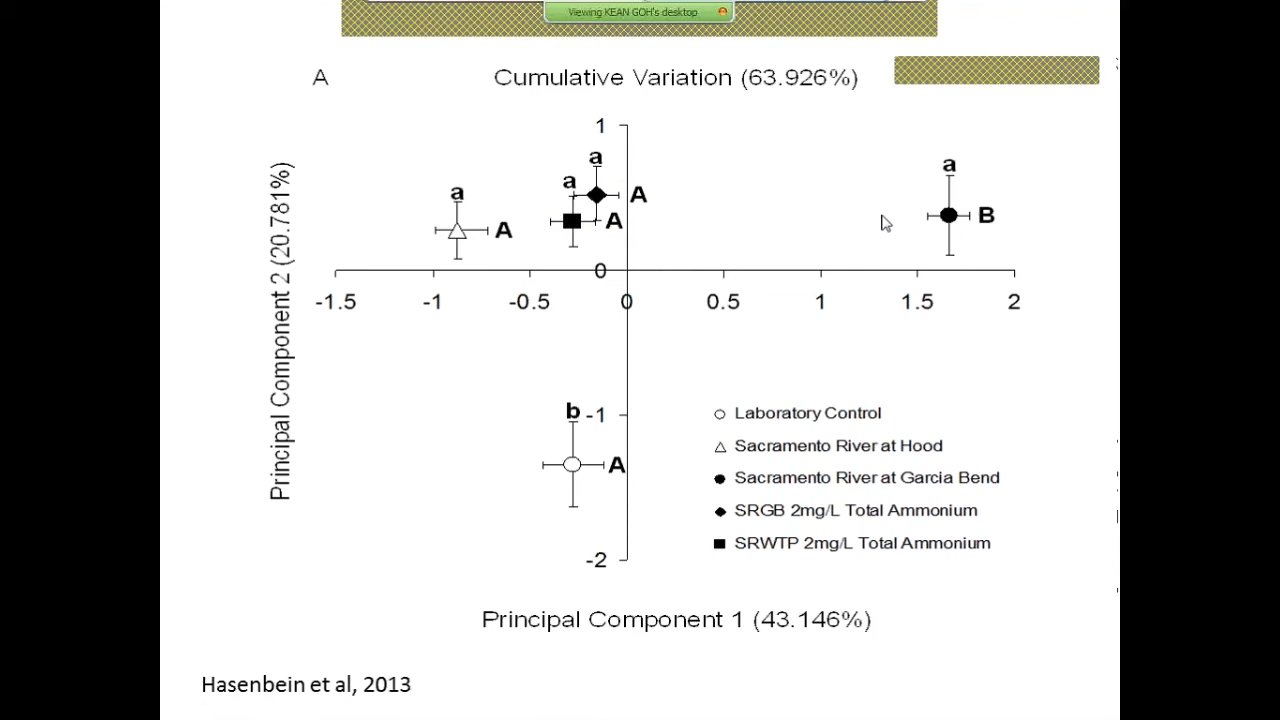 Viewing KEAN GOH's desktop
A
Cumulative Variation (63.926%)
Principal Component 2 (20.781%)
1
0
-1
-2
-1.5
-1
-0.5
0
0.5
1
1.5
2
a
A
a
A
a
A
a
B
b
A
Laboratory Control
Sacramento River at Hood
Sacramento River at Garcia Bend
SRGB 2mg/L Total Ammonium
SRWTP 2mg/L Total Ammonium
Principal Component 1 (43.146%)
Hasenbein et al, 2013